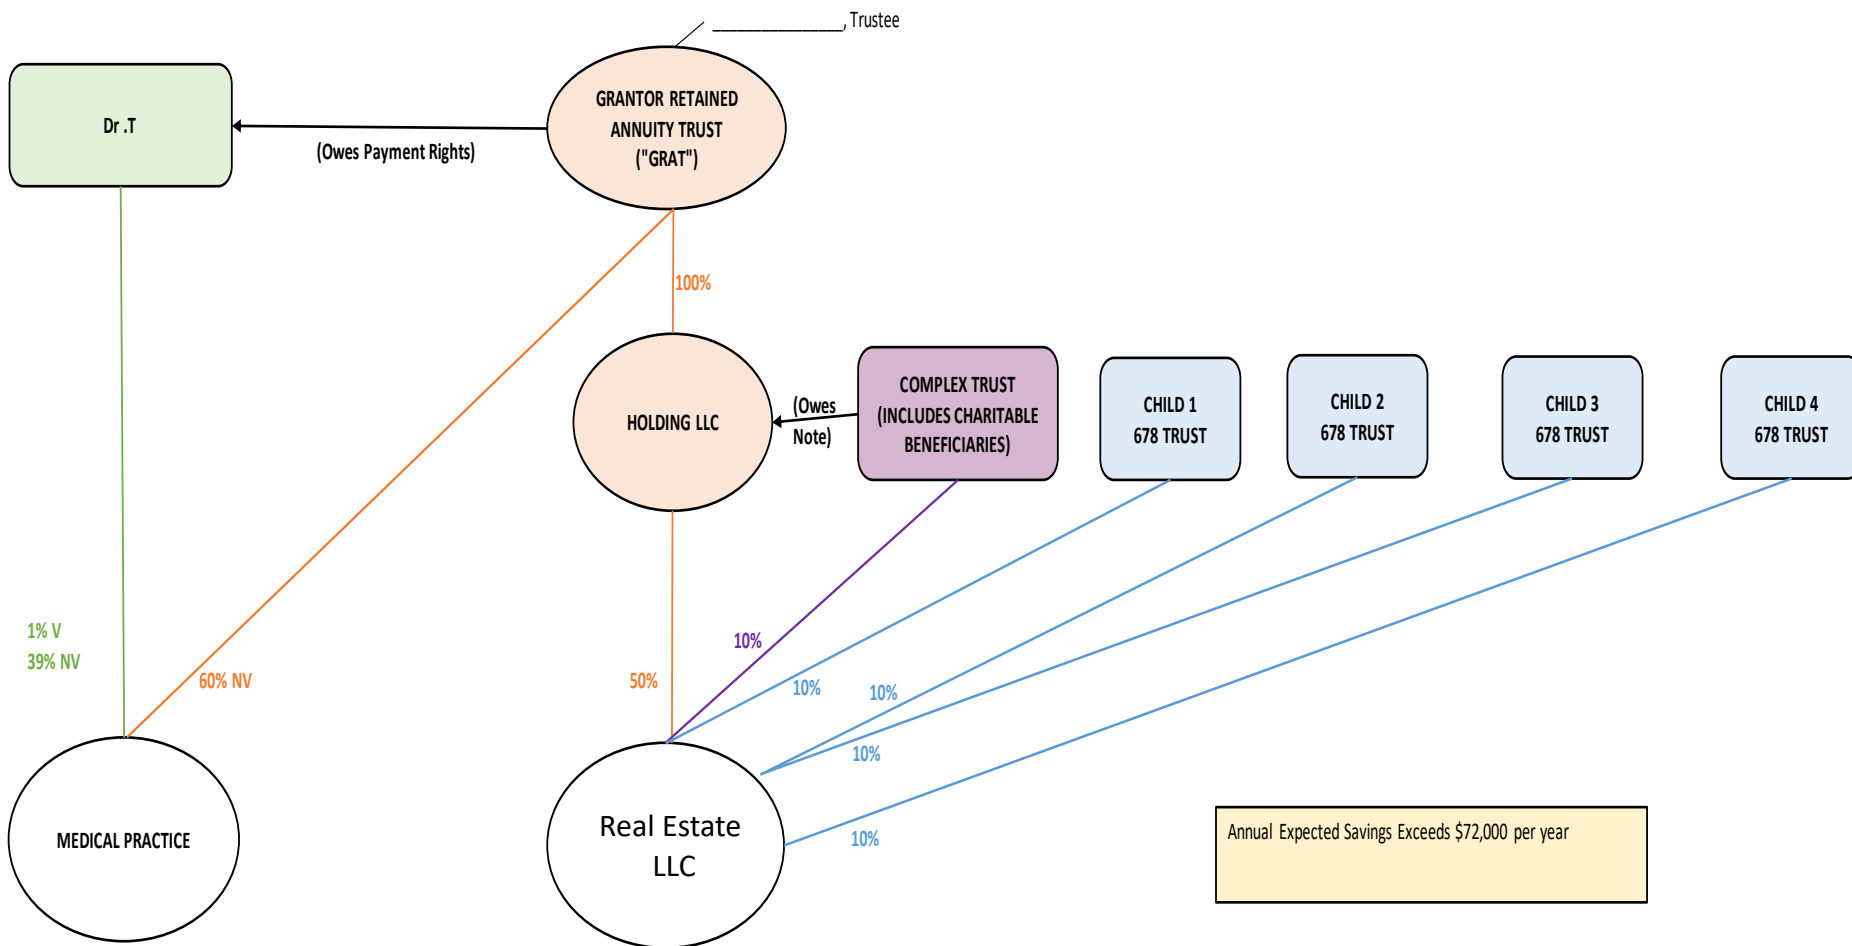 ________________, Trustee
Dr .T
GRANTOR RETAINED
ANNUITY TRUST
("GRAT")
(Owes Payment Rights)
100%
HOLDING LLC
(Owes
Note)
COMPLEX TRUST
(INCLUDES CHARITABLE
BENEFICIARIES)
CHILD 1
678 TRUST
CHILD 2
678 TRUST
CHILD 3
678 TRUST
CHILD 4
678 TRUST
1% V
39% NV
60% NV
50%
10%
10%
10%
10%
10%
MEDICAL PRACTICE
Real Estate
LLC
Annual Expected Savings Exceeds $72,000 per year